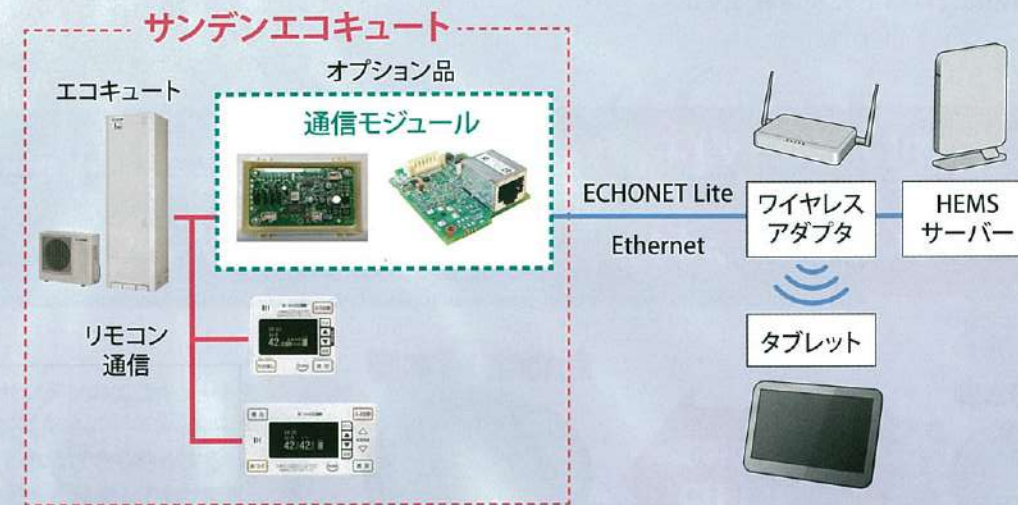 サンデンエコキュート
オプション品
エコキュート
通信モジュール
ECHONET Lite
Ethernet
ワイヤレス
アダプタ
HEMS
サーバー
リモコン
通信
タブレット
42
42 42